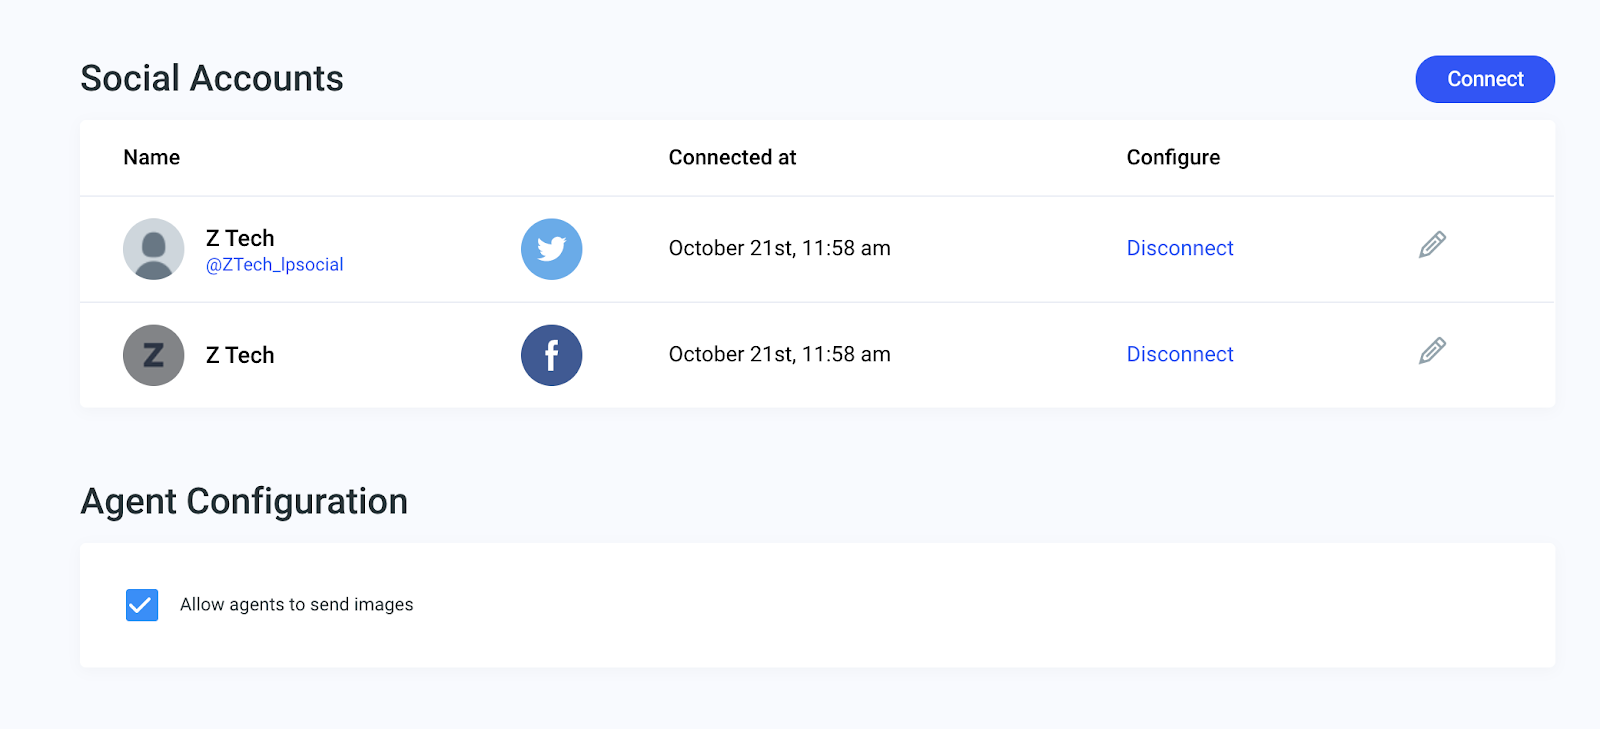 Social Accounts
Connect
Name Connected at Configure
Z Tech
@ZTech_lpsocial
October 21st, 11:58 am Disconnect
Z
Z Tech
f
October 21st, 11:58 am Disconnect
Agent Configuration
Allow agents to send images